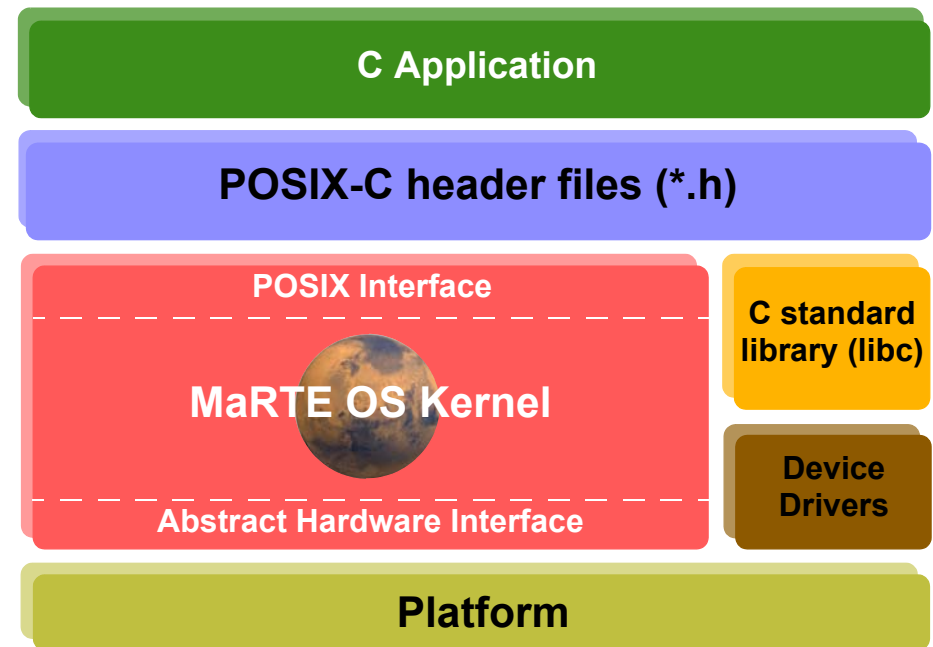 C Application
POSIX-C header files (*.h)
POSIX Interface
MaRTE OS Kernel
Abstract Hardware Interface
C standard
library (libc)
Device
Drivers
Platform